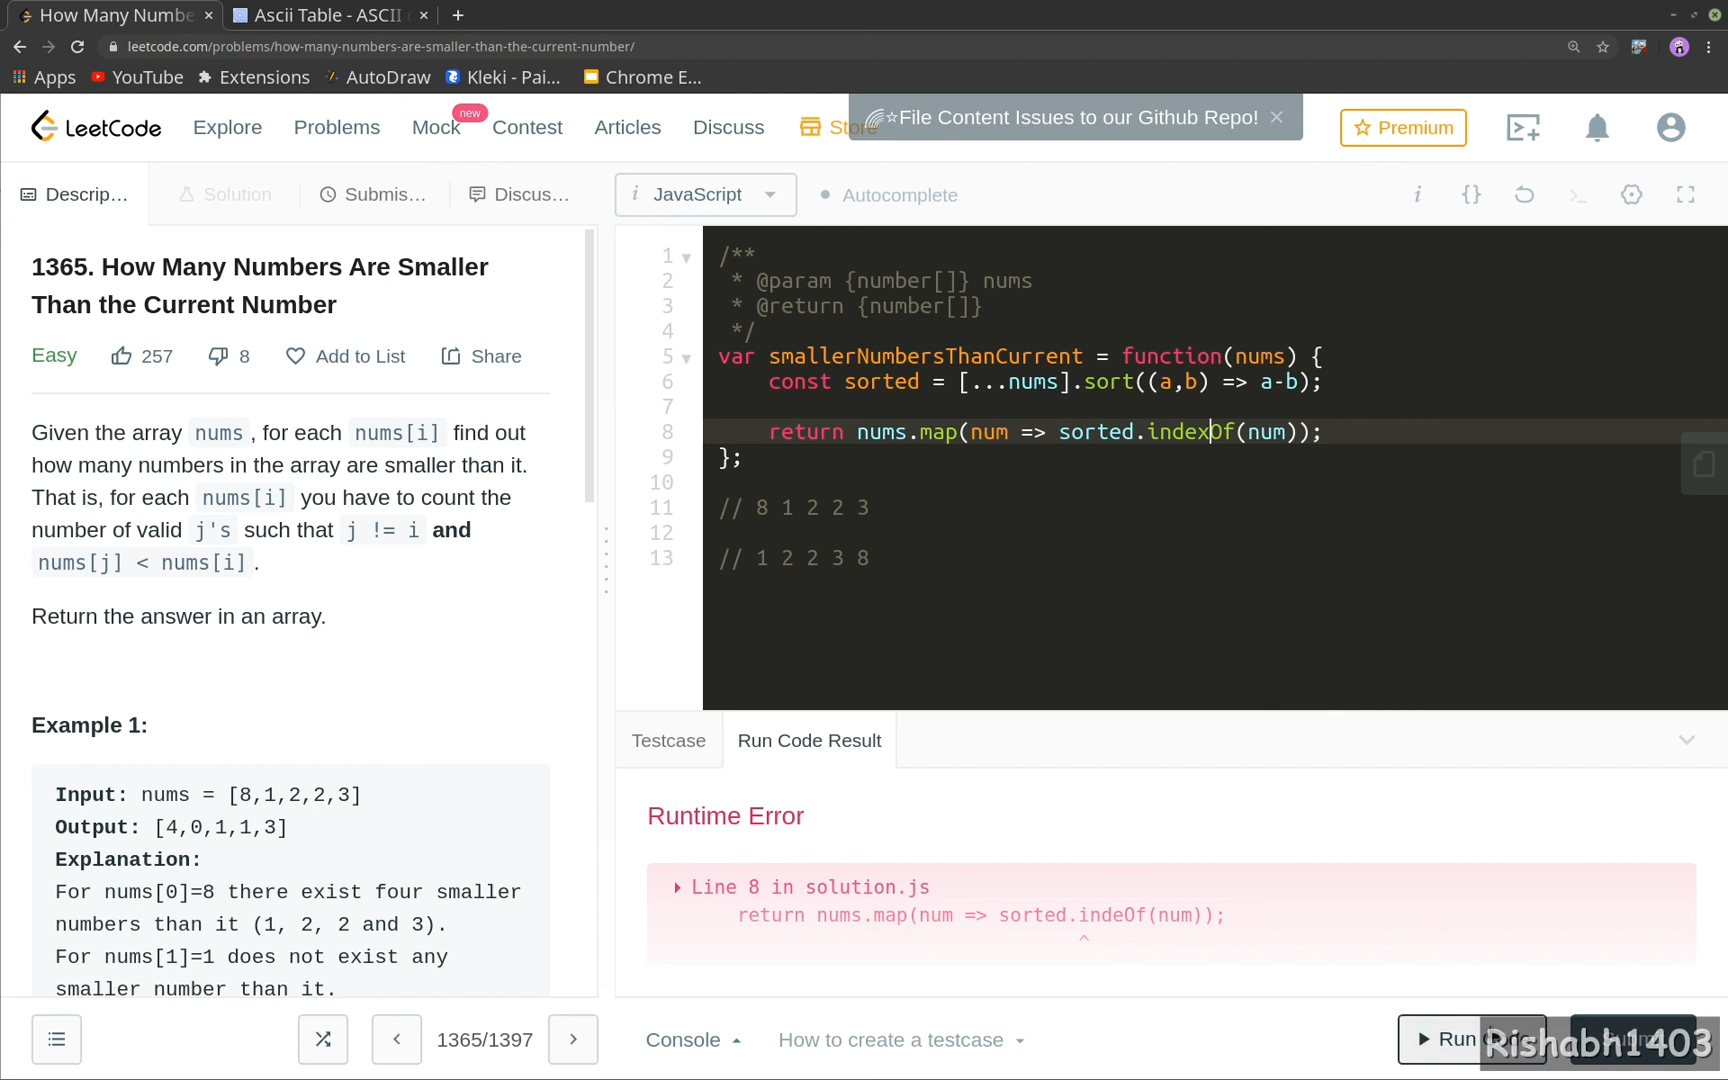 How Many Numbe
Ascii Table - ASCII
leetcode.com/problems/how-many-numbers-are-smaller-than-the-current-number/
Apps YouTube Extensions AutoDraw Kleki - Pai... Chrome E...
LeetCode Explore Problems Mock new Contest Articles Discuss Store Premium
☆File Content Issues to our Github Repo! ×
Descrip... Solution Submis... Discus...
i JavaScript Autocomplete
1365. How Many Numbers Are Smaller
Than the Current Number
Easy 257 8 Add to List Share
Given the array nums, for each nums[i] find out
how many numbers in the array are smaller than it.
That is, for each nums[i] you have to count the
number of valid j's such that j != i and
nums[j] < nums[i].
Return the answer in an array.
Example 1:
Input: nums = [8,1,2,2,3]
Output: [4,0,1,1,3]
Explanation:
For nums[0]=8 there exist four smaller
numbers than it (1, 2, 2 and 3).
For nums[1]=1 does not exist any
smaller number than it.
1 /**
2 * @param {number[]} nums
3 * @return {number[]}
4 */
5 var smallerNumbersThanCurrent = function(nums) {
6 const sorted = [...nums].sort((a,b) => a-b);
7
8 return nums.map(num => sorted.indexOf(num));
9 };
10
11 // 8 1 2 2 3
12
13 // 1 2 2 3 8
Testcase Run Code Result
Runtime Error
Line 8 in solution.js
return nums.map(num => sorted.indeOf(num));
^
1365/1397
Console How to create a testcase
Run
Rishabh1403